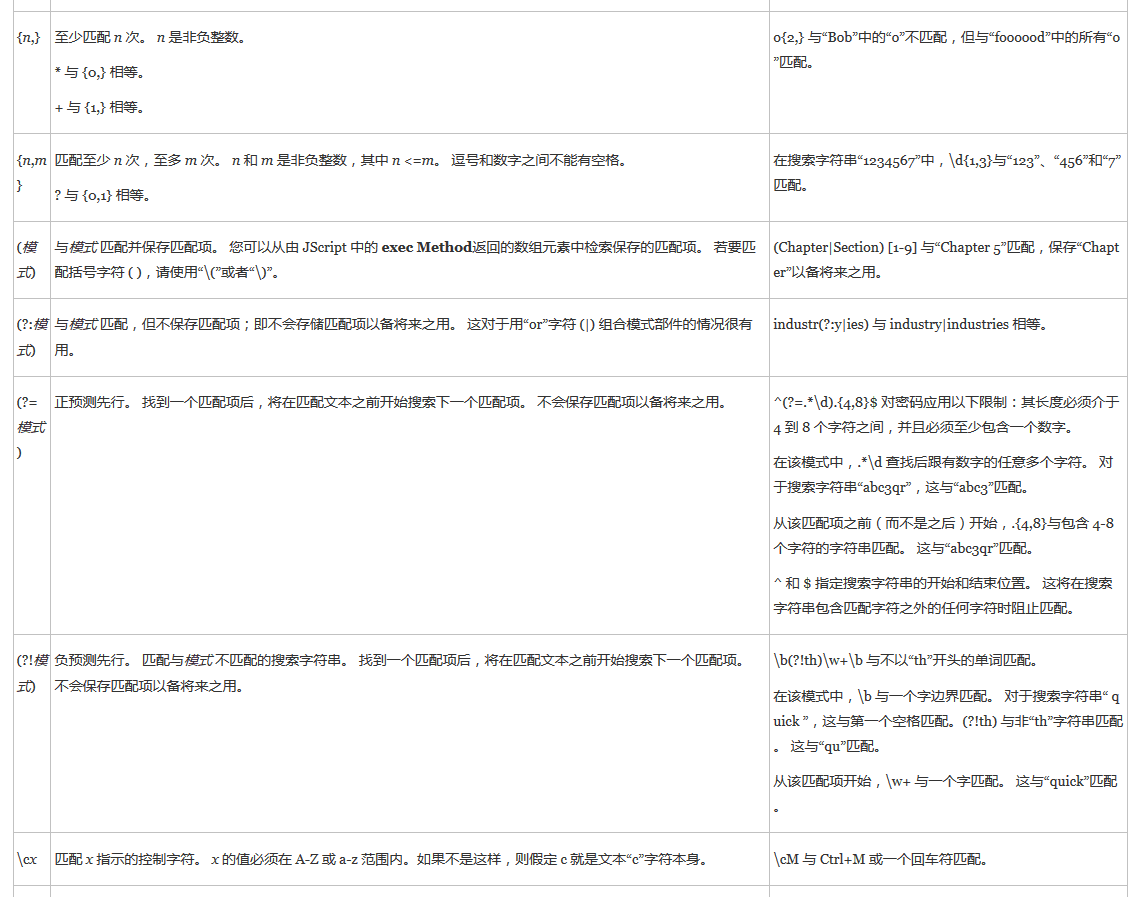 {n,}
至少匹配 n 次。 n 是非负整数。
* 与 {0,} 相等。
+ 与 {1,} 相等。
o{2,} 与“Bob”中的“o”不匹配，但与“foooood”中的所有“o
”匹配。
{n,m
}
匹配至少 n 次，至多 m 次。 n 和 m 是非负整数，其中 n <=m。 逗号和数字之间不能有空格。
? 与 {0,1} 相等。
在搜索字符串“1234567”中，\d{1,3}与“123”、“456”和“7”
匹配。
(模
式)
与模式 匹配并保存匹配项。 您可以从由 JScript 中的 exec Method返回的数组元素中检索保存的匹配项。 若要匹
配括号字符 ( )，请使用“\(”或者“\)”。
(Chapter|Section) [1-9] 与“Chapter 5”匹配，保存“Chapt
er”以备将来之用。
(?:模
式)
与模式 匹配，但不保存匹配项；即不会存储匹配项以备将来之用。 这对于用“or”字符 (|) 组合模式部件的情况很有
用。
industr(?:y|ies) 与 industry|industries 相等。
(?=
模式
)
正预测先行。 找到一个匹配项后，将在匹配文本之前开始搜索下一个匹配项。 不会保存匹配项以备将来之用。
^(?=.*\d).{4,8}$ 对密码应用以下限制：其长度必须介于
4 到 8 个字符之间，并且必须至少包含一个数字。
在该模式中，.*\d 查找后跟有数字的任意多个字符。 对
于搜索字符串“abc3qr”，这与“abc3”匹配。
从该匹配项之前（而不是之后）开始，.{4,8}与包含 4-8
个字符的字符串匹配。 这与“abc3qr”匹配。
^ 和 $ 指定搜索字符串的开始和结束位置。 这将在搜索
字符串包含匹配字符之外的任何字符时阻止匹配。
(?!模
式)
负预测先行。 匹配与模式 不匹配的搜索字符串。 找到一个匹配项后，将在匹配文本之前开始搜索下一个匹配项。
不会保存匹配项以备将来之用。
\b(?!th)\w+\b 与不以“th”开头的单词匹配。
在该模式中，\b 与一个字边界匹配。 对于搜索字符串“ q
uick ”，这与第一个空格匹配。(?!th) 与非“th”字符串匹配
。 这与“qu”匹配。
从该匹配项开始，\w+ 与一个字匹配。 这与“quick”匹配
。
\cx
匹配 x 指示的控制字符。 x 的值必须在 A-Z 或 a-z 范围内。如果不是这样，则假定 c 就是文本“c”字符本身。
\cM 与 Ctrl+M 或一个回车符匹配。